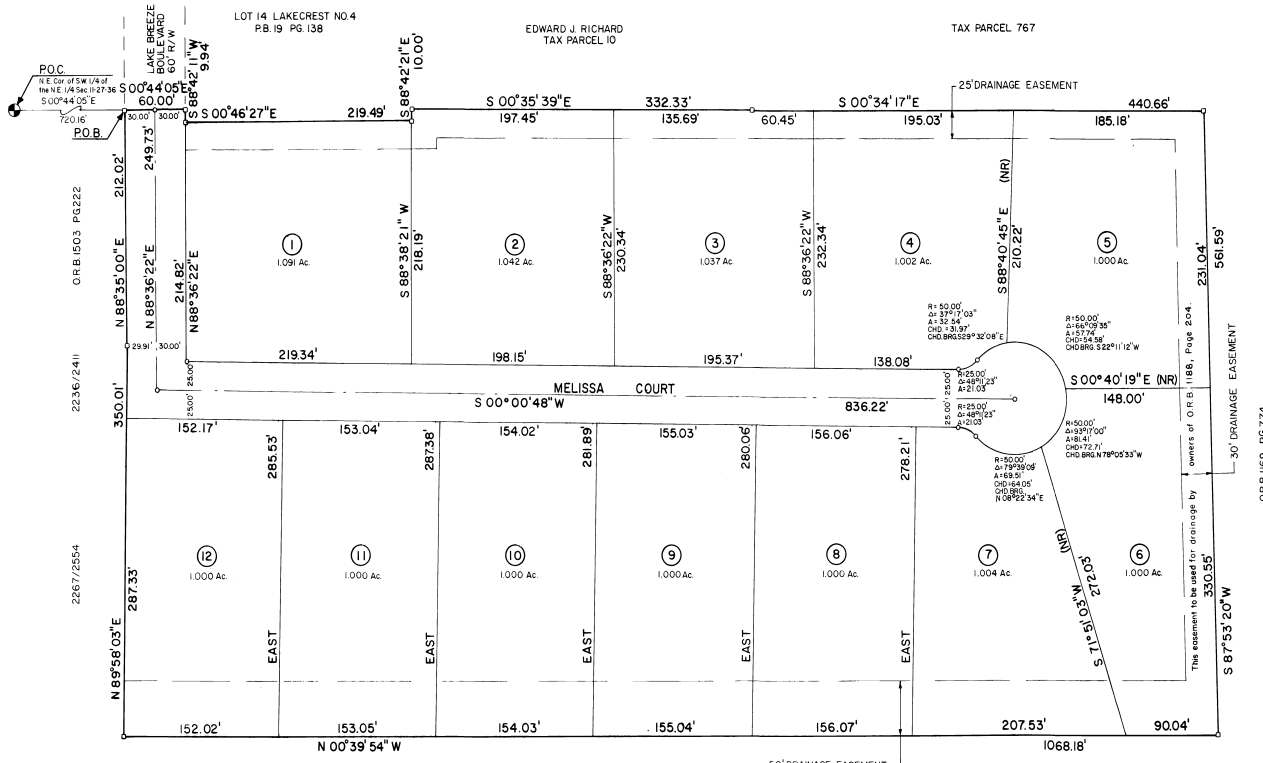 LOT 14 LAKECREST NO. 4
P.B. 19 PG. 138
EDWARD J. RICHARD
TAX PARCEL 10
TAX PARCEL 767
LAKE BREEZE
BOULEVARD
60' R/W
P.O.C.
N.E. Cor. of S.W. 1/4 of
the N.E. 1/4 Sec. 11-27-36
S 00°44'05"E
720.16'
P.O.B.
S 00°44'05"E
60.00'
30.00'
30.00'
S 88°42'11"W
9.94'
S 00°46'27"E
219.49'
S 88°42'21"E
10.00'
S 00°35'39"E
332.33'
197.45'
135.69'
S 00°34'17"E
440.66'
60.45'
195.03'
185.18'
25' DRAINAGE EASEMENT
212.02'
249.73'
O.R.B. 1503 PG.222
N 88°35'00"E
N 88°36'22"E
214.82'
N 88°36'22"E
1
1.091 Ac.
S 88°38'21"W
218.19'
2
1.042 Ac.
S 88°36'22"W
230.34'
3
1.037 Ac.
S 88°36'22"W
232.34'
4
1.002 Ac.
S 88°40'45"E (NR)
210.22'
5
1.000 Ac.
231.04'
561.59'
R= 50.00'
Δ= 37°17'03"
A= 32.54'
CHD. = 31.97'
CHD.BRG.S29°32'08"E
R=50.00'
Δ=66°09'35"
A=57.74'
CHD=54.58'
CHD BRG. S 22°11'12"W
29.91'
30.00'
219.34'
198.15'
195.37'
138.08'
2236/2411
350.01'
25.00'
25.00'
MELISSA COURT
S 00°00'48"W
836.22'
25.00'
25.00'
R=25.00'
Δ=48°11'23"
A=21.03'
R=25.00'
Δ=48°11'23"
A=21.03'
S 00°40'19"E (NR)
148.00'
R=50.00'
Δ=93°17'00"
A=81.41'
CHD=72.71'
CHD.BRG.N78°05'33"W
R=50.00'
Δ=79°39'09"
A=69.51'
CHD=64.05'
CHD.BRG.
N 08°22'34"E
152.17'
153.04'
154.02'
155.03'
156.06'
285.53'
287.38'
281.89'
280.06'
278.21'
2267/2554
287.33'
N 89°58'03"E
12
1.000 Ac.
11
1.000 Ac.
10
1.000 Ac.
9
1.000 Ac.
8
1.000 Ac.
7
1.004 Ac.
6
1.000 Ac.
EAST
EAST
EAST
EAST
EAST
S 71°51'03"W
272.03'
(NR)
This easement to be used for drainage by owners of O.R.B. 1188, Page 204.
30' DRAINAGE EASEMENT
330.55'
S 87°53'20"W
152.02'
153.05'
154.03'
155.04'
156.07'
207.53'
90.04'
N 00°39'54"W
1068.18'
DRAINAGE EASEMENT